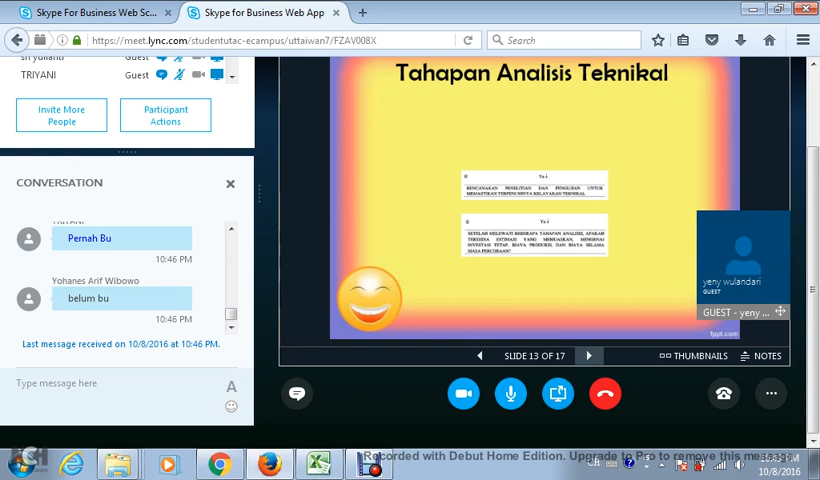 Skype For Business Web Sc...
Skype for Business Web App
https://meet.lync.com/studentutac-ecampus/uttaiwan7/FZAV008X
Search
sri yulianti
Guest
TRIYANI
Guest
Invite More
People
Participant
Actions
CONVERSATION
TRIYANI
Pernah Bu
10:46 PM
Yohanes Arif Wibowo
belum bu
10:46 PM
Last message received on 10/8/2016 at 10:46 PM.
Type message here
A
Tahapan Analisis Teknikal
Ya ↓
RENCANAKAN PENELITIAN DAN PENGUJIAN UNTUK
MEMASTIKAN TERPENUHINYA KELAYAKAN TEKNIKAL
Ya ↓
SETELAH MELEWATI BEBERAPA TAHAPAN ANALISIS, APAKAH
TERSEDIA ESTIMASI YANG MEMUASKAN, MENGENAI
INVESTASI TETAP, BIAYA PRODUKSI, DAN BIAYA SELAMA
MASA PERCOBAAN?
fppt.com
yeny wulandari
GUEST
GUEST - yeny ...
SLIDE 13 OF 17
THUMBNAILS
NOTES
Recorded with Debut Home Edition. Upgrade to Pro to remove this message.
CH
10/8/2016